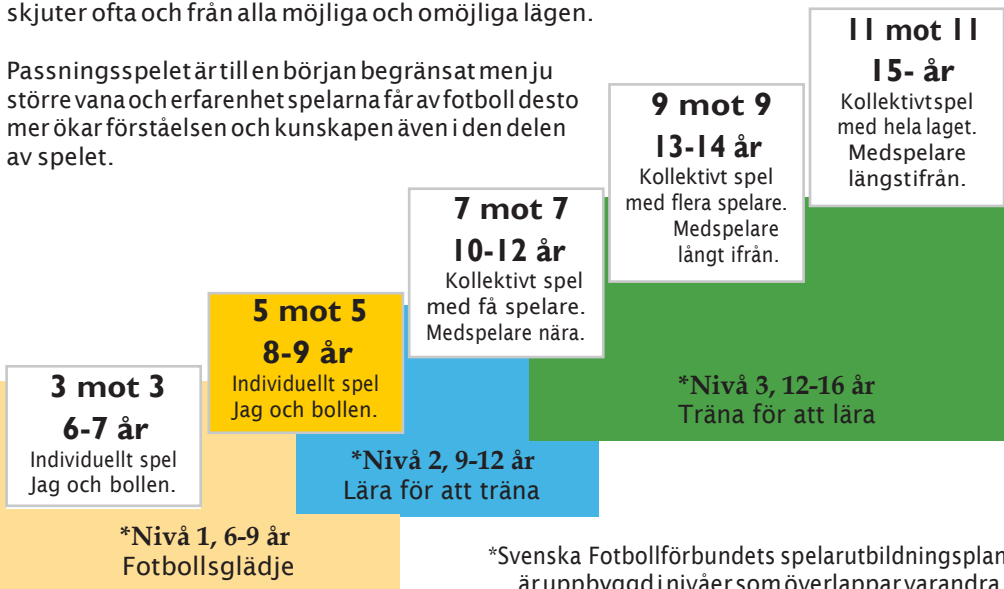 skjuter ofta och från alla möjliga och omöjliga lägen.
Passningsspelet är till en början begränsat men ju
större vana och erfarenhet spelarna får av fotboll desto
mer ökar förståelsen och kunskapen även i den delen
av spelet.
11 mot 11
15- år
Kollektivt spel
med hela laget.
Medspelare
längst ifrån.
9 mot 9
13-14 år
Kollektivt spel
med flera spelare.
Medspelare
långt ifrån.
7 mot 7
10-12 år
Kollektivt spel
med få spelare.
Medspelare nära.
5 mot 5
8-9 år
Individuellt spel
Jag och bollen.
3 mot 3
6-7 år
Individuellt spel
Jag och bollen.
*Nivå 3, 12-16 år
Träna för att lära
*Nivå 2, 9-12 år
Lära för att träna
*Nivå 1, 6-9 år
Fotbollsglädje
*Svenska Fotbollförbundets spelarutbildningsplan
är uppbyggd i nivåer som överlappar varandra